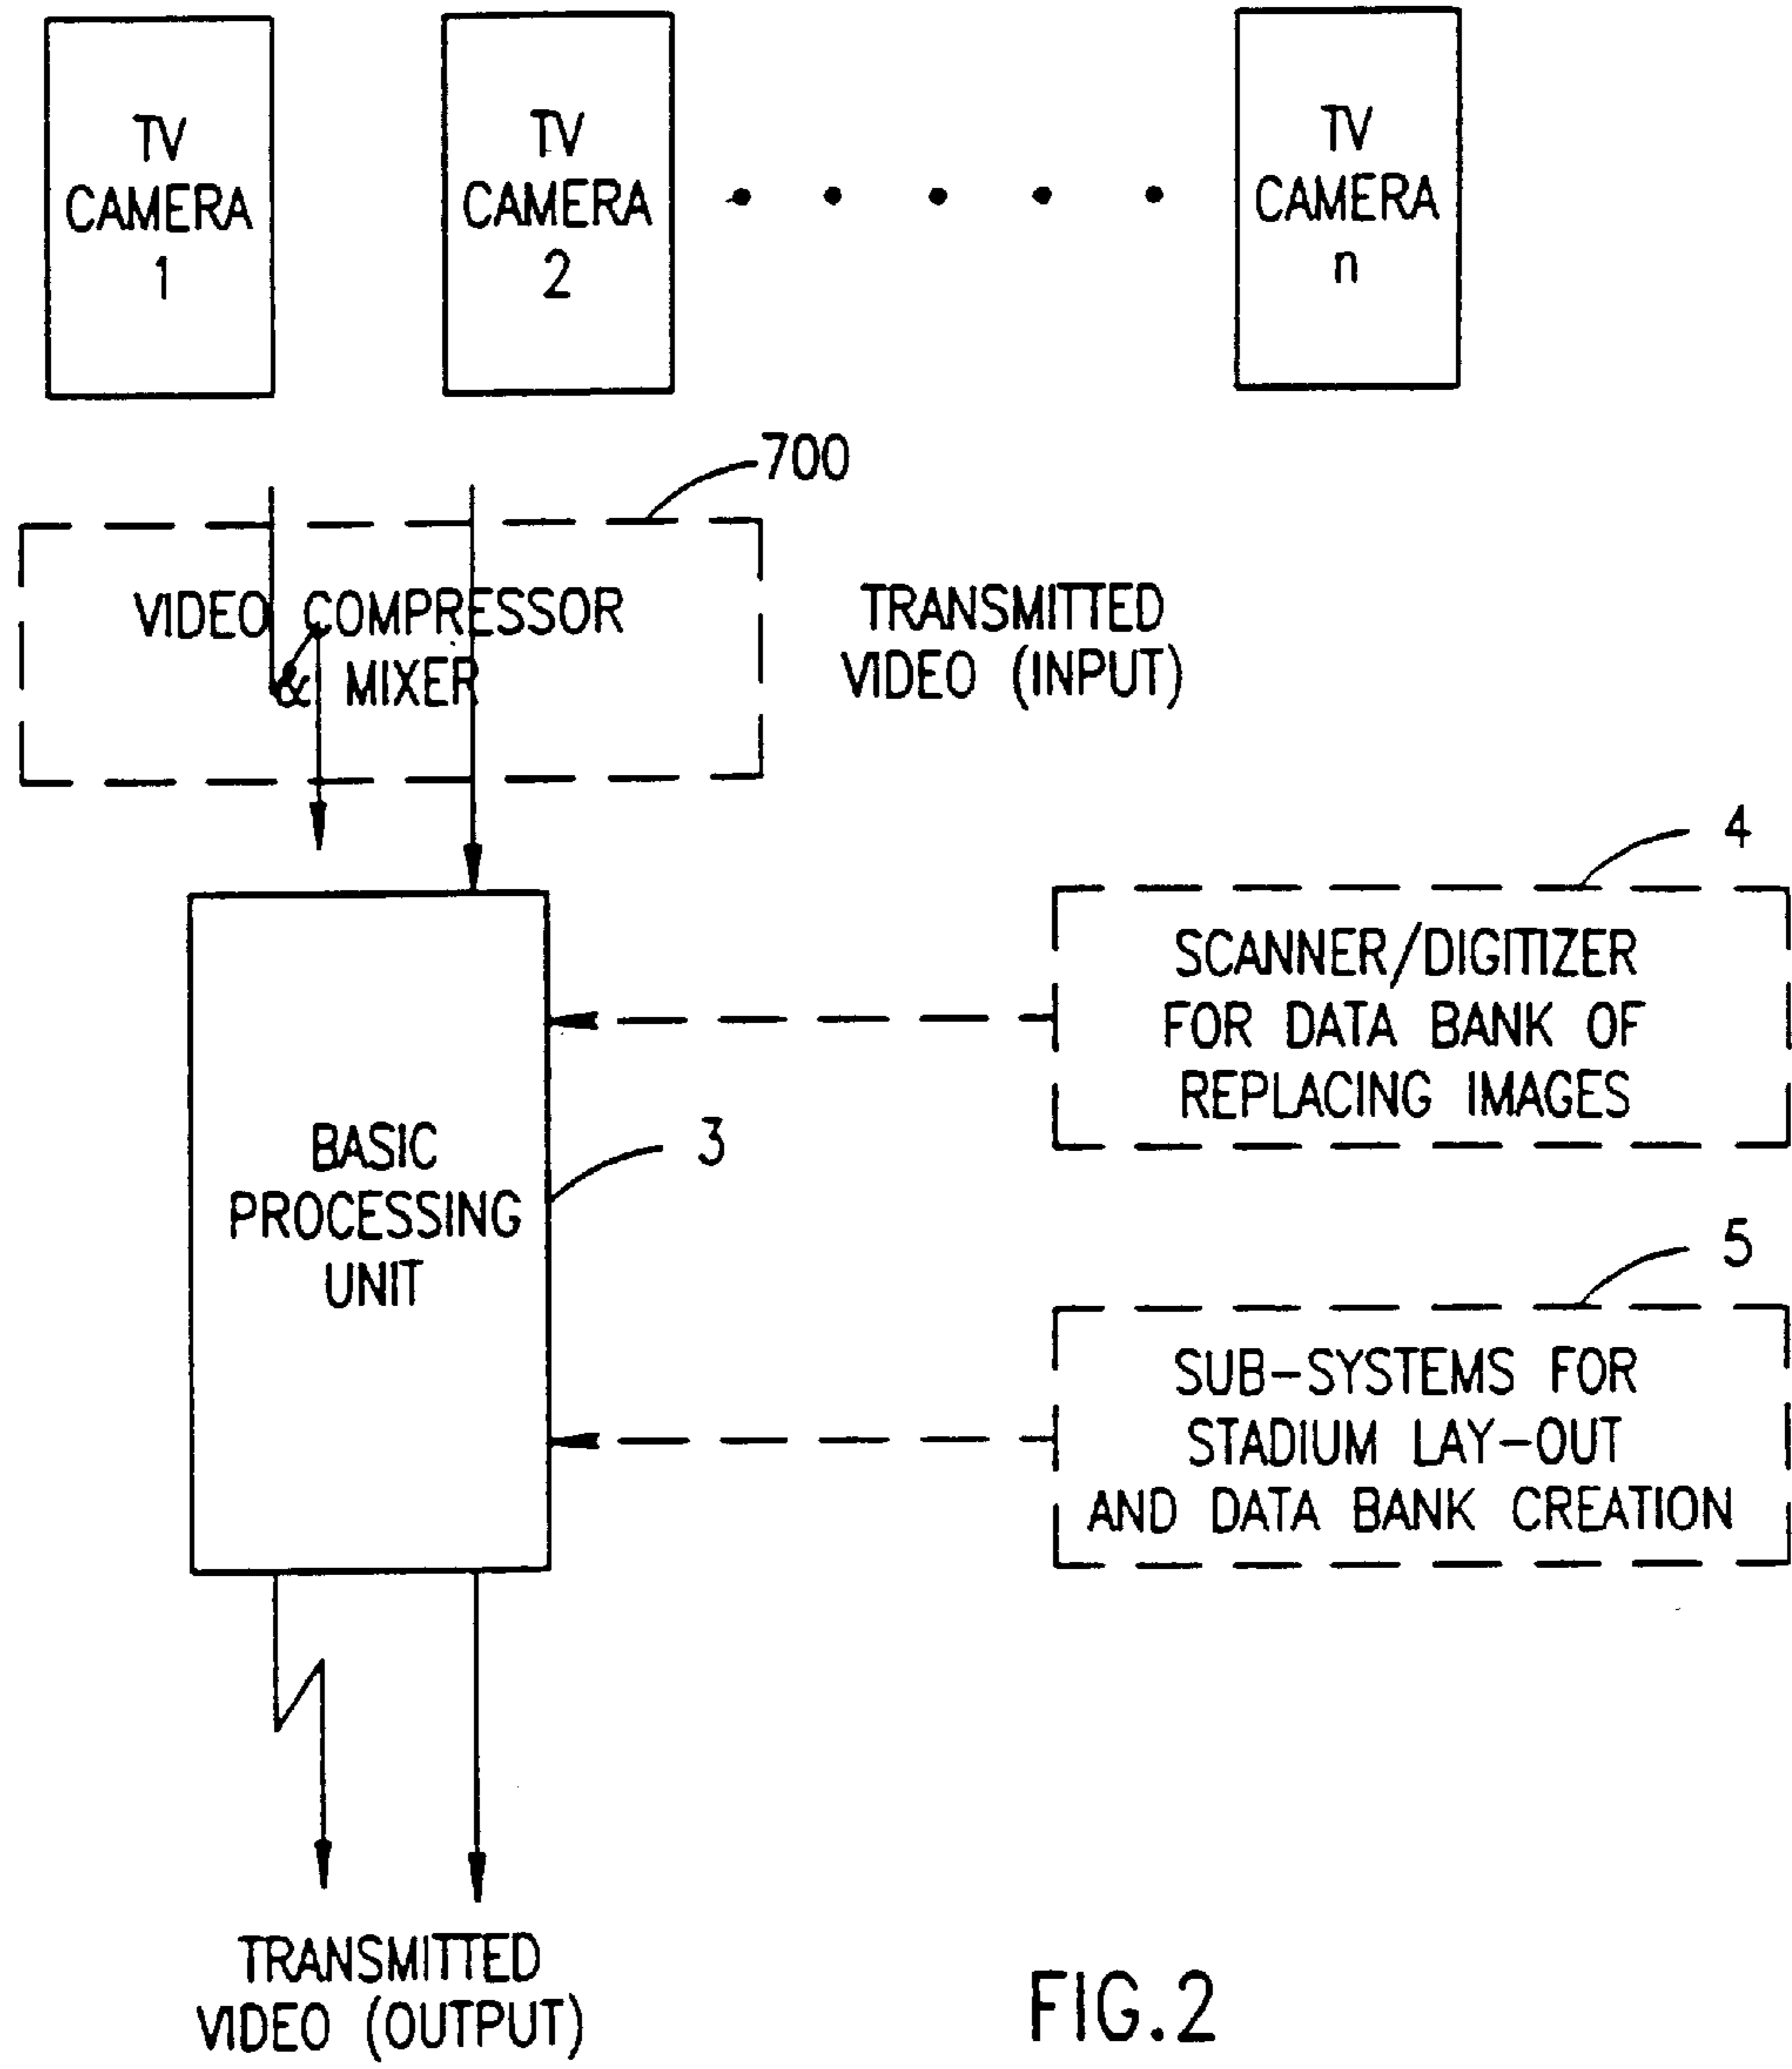 TV
CAMERA
1
TV
CAMERA
2
TV
CAMERA
n
700
VIDEO COMPRESSOR
& MIXER
TRANSMITTED
VIDEO (INPUT)
4
SCANNER/DIGITIZER
FOR DATA BANK OF
REPLACING IMAGES
BASIC
PROCESSING
UNIT
3
5
SUB-SYSTEMS FOR
STADIUM LAY-OUT
AND DATA BANK CREATION
TRANSMITTED
VIDEO (OUTPUT)
FIG.2